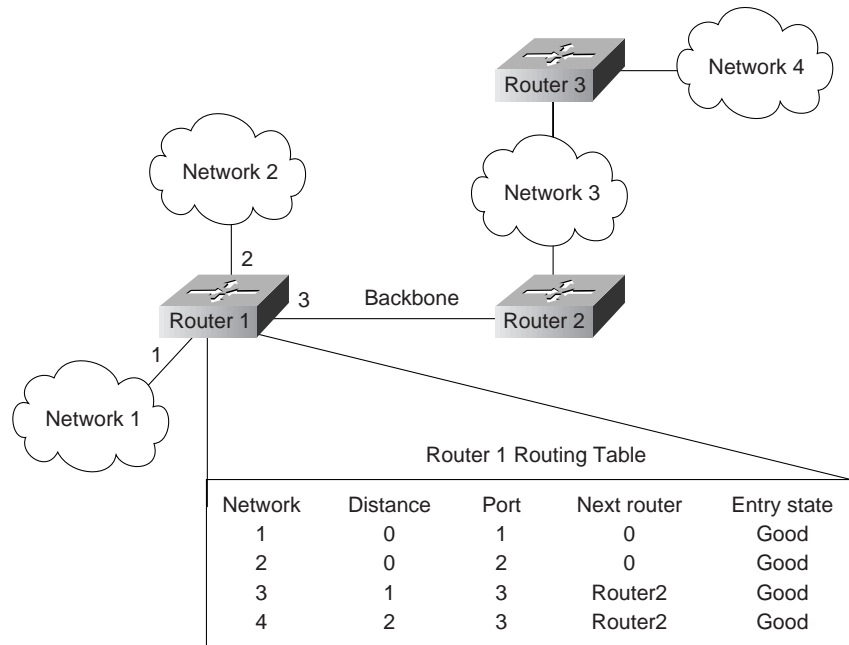 Router 3
Network 4
Network 2
Network 3
2
3
Backbone
Router 1
Router 2
1
Network 1
Router 1 Routing Table
Network Distance Port Next router Entry state
1 0 1 0 Good
2 0 2 0 Good
3 1 3 Router2 Good
4 2 3 Router2 Good